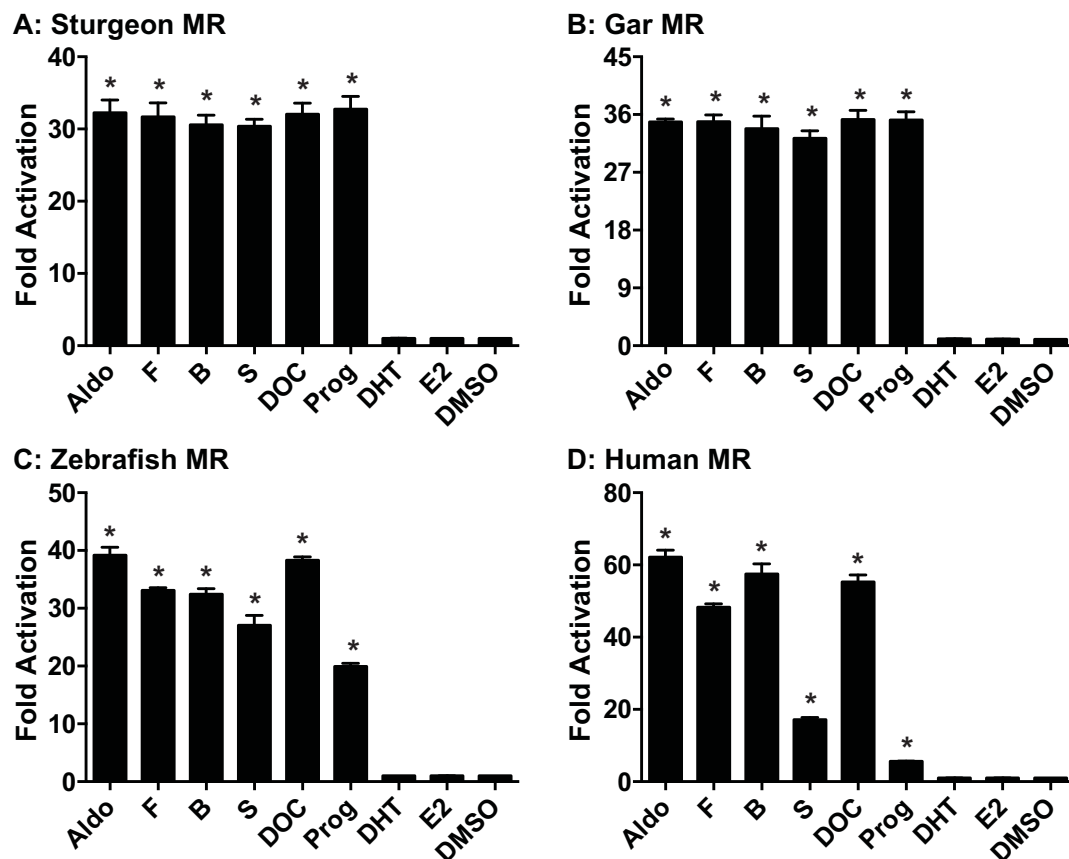 A: Sturgeon MR
Fold Activation
40
30
20
10
0
* * * * * *
Aldo F B S DOC Prog DHT E2 DMSO
B: Gar MR
Fold Activation
45
36
27
18
9
0
* * * * * *
Aldo F B S DOC Prog DHT E2 DMSO
C: Zebrafish MR
Fold Activation
50
40
30
20
10
0
* * * * * *
Aldo F B S DOC Prog DHT E2 DMSO
D: Human MR
Fold Activation
80
60
40
20
0
* * * * * *
Aldo F B S DOC Prog DHT E2 DMSO